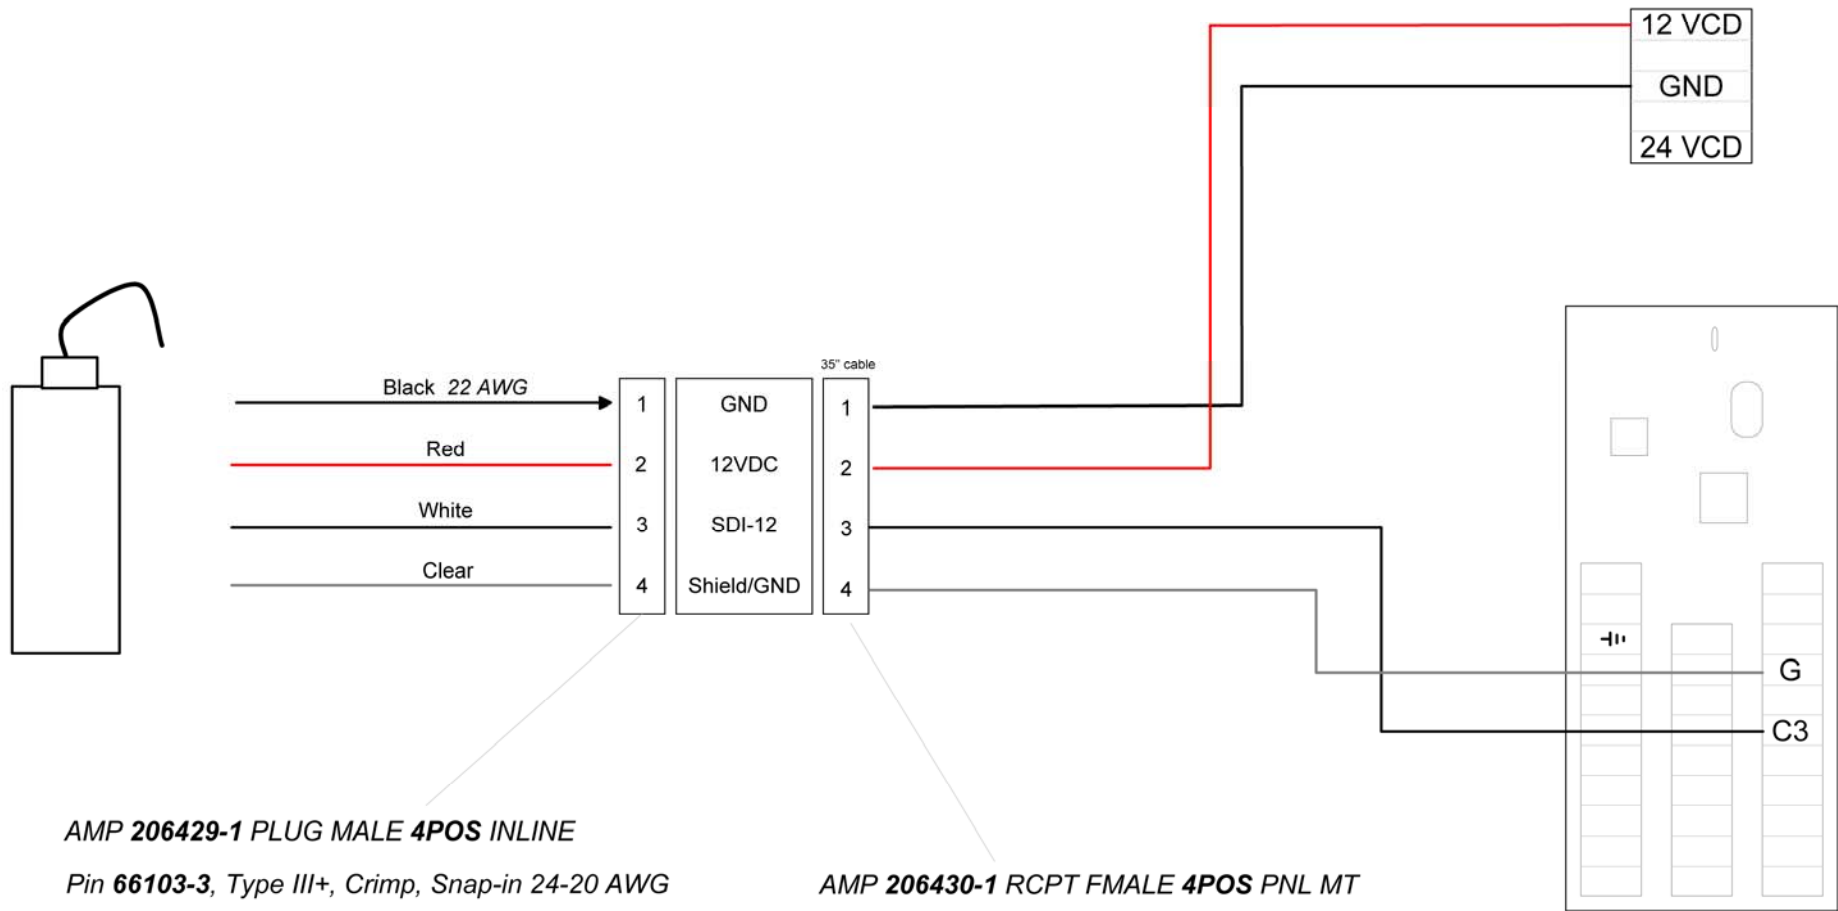 12 VCD
GND
24 VCD
35" cable
Black 22 AWG
1
GND
1
Red
2
12VDC
2
White
3
SDI-12
3
Clear
4
Shield/GND
4
G
C3
AMP 206429-1 PLUG MALE 4POS INLINE
Pin 66103-3, Type III+, Crimp, Snap-in 24-20 AWG
AMP 206430-1 RCPT FMALE 4POS PNL MT